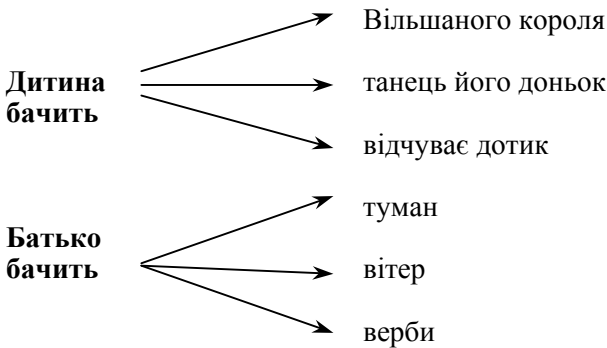 Вільшаного короля
Дитина
бачить
танець його доньок
відчуває дотик
туман
Батько
бачить
вітер
верби